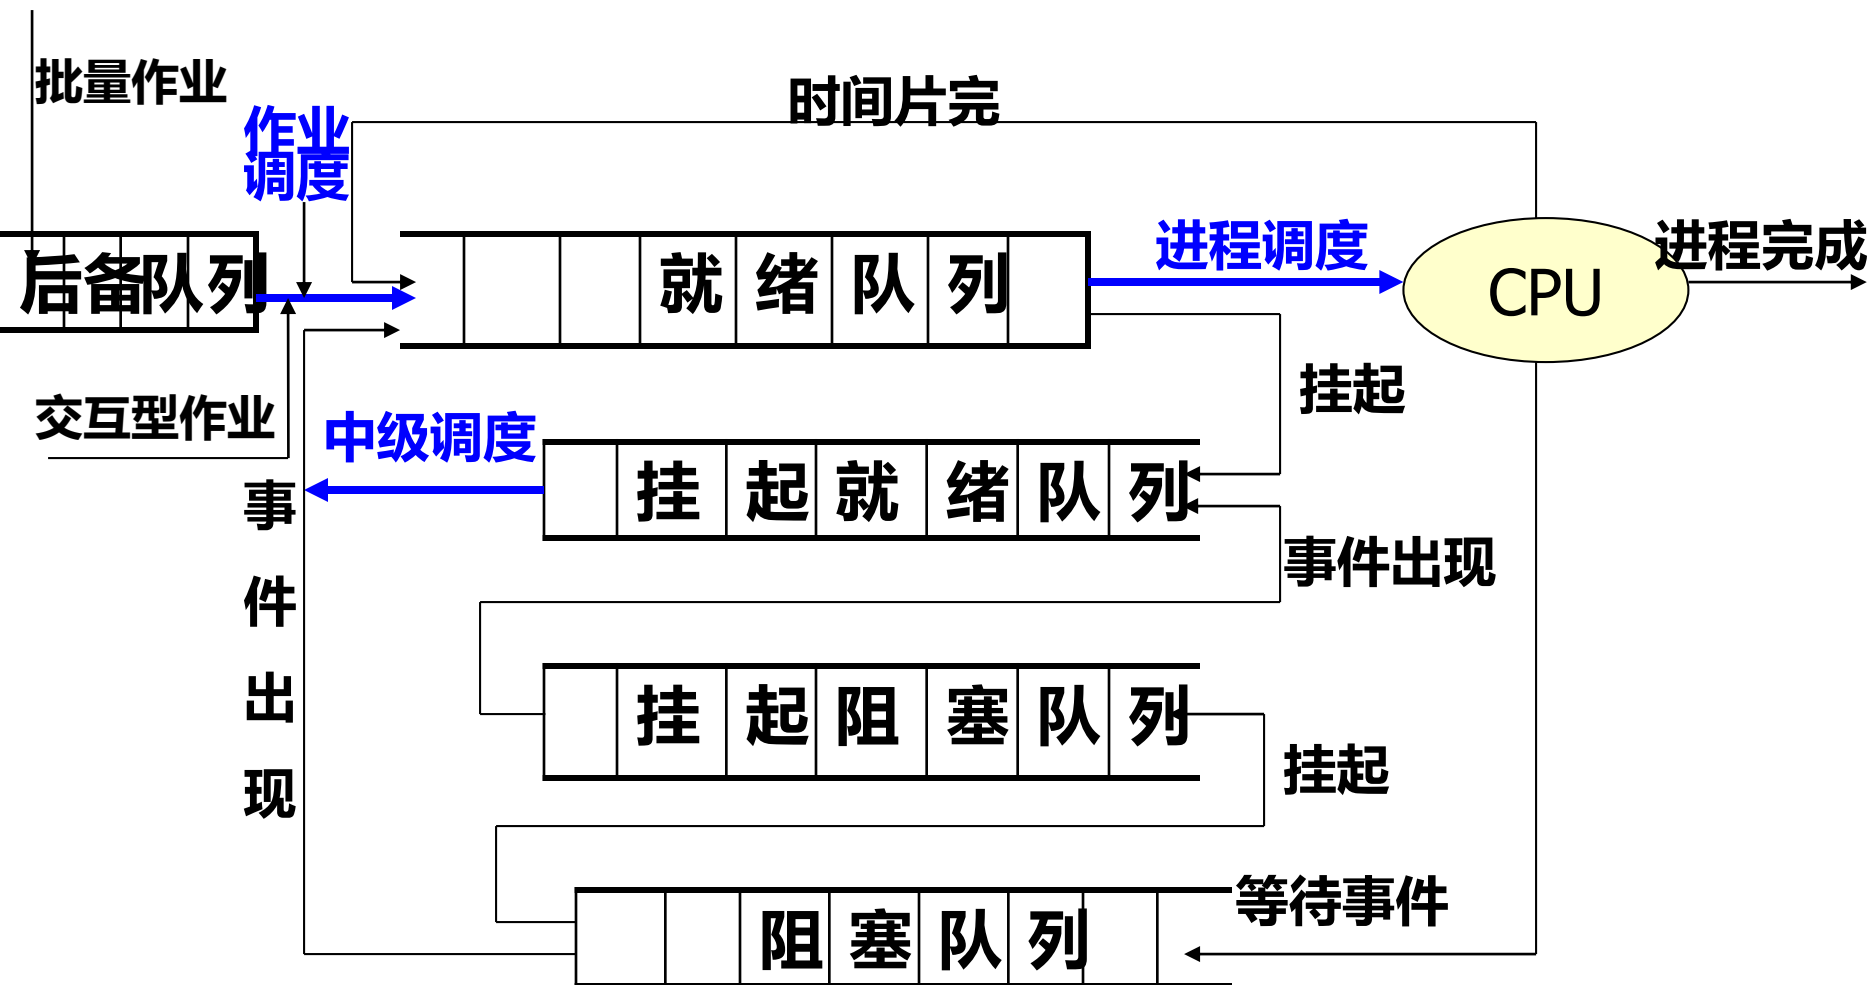 批量作业
时间片完
作业
调度
后备队列
就绪队列
进程调度
CPU
进程完成
挂起
交互型作业
中级调度
挂起就绪队列
事件出现
事件出现
挂起阻塞队列
挂起
等待事件
阻塞队列